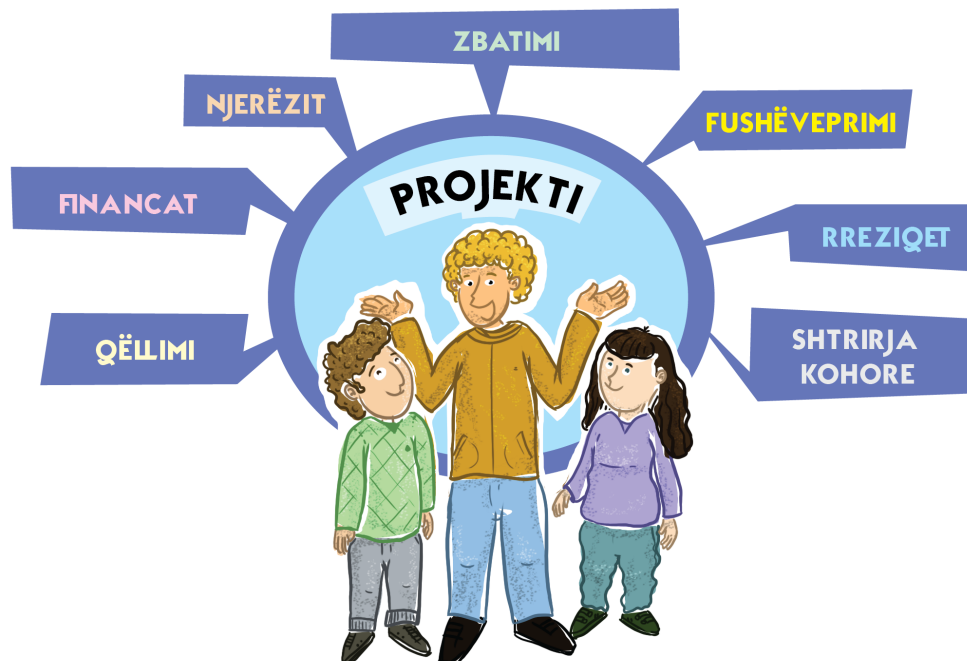 ZBATIMI
NJERËZIT
FUSHËVEPRIMI
FINANCAT
PROJEKTI
RREZIQET
QËLLIMI
SHTRIRJA
KOHORE